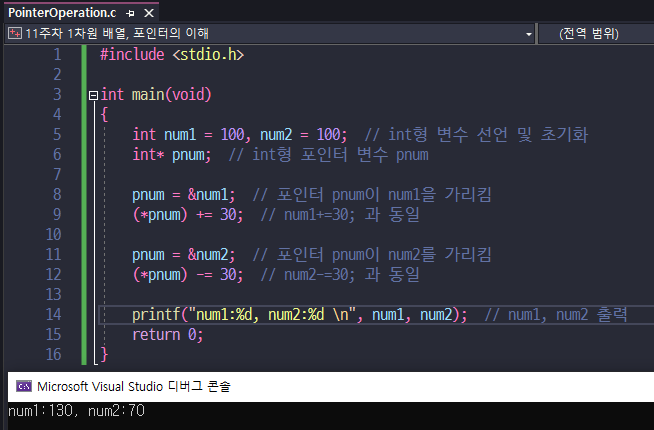 PointerOperation.c
11주차 1차원 배열, 포인터의 이해 (전역 범위)
1 #include <stdio.h>
2
3 int main(void)
4 {
5 int num1 = 100, num2 = 100;  // int형 변수 선언 및 초기화
6 int* pnum;  // int형 포인터 변수 pnum
7
8 pnum = &num1;  // 포인터 pnum이 num1을 가리킴
9 (*pnum) += 30;  // num1+=30; 과 동일
10
11 pnum = &num2;  // 포인터 pnum이 num2를 가리킴
12 (*pnum) -= 30;  // num2-=30; 과 동일
13
14 printf("num1:%d, num2:%d \n", num1, num2);  // num1, num2 출력
15 return 0;
16 }
C:\ Microsoft Visual Studio 디버그 콘솔
num1:130, num2:70